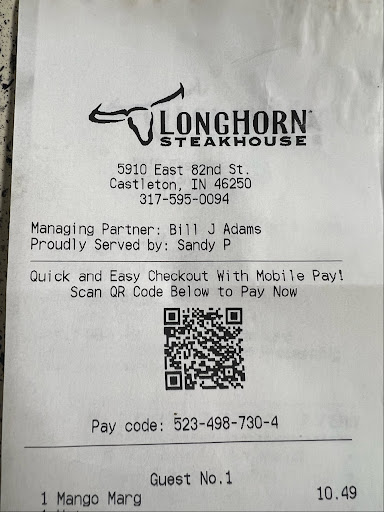 LONGHORN
STEAKHOUSE
5910 East 82nd St.
Castleton, IN 46250
317-595-0094
Managing Partner: Bill J Adams
Proudly Served by: Sandy P
Quick and Easy Checkout With Mobile Pay!
Scan QR Code Below to Pay Now
Pay code: 523-498-730-4
Guest No.1
1 Mango Marg 10.49